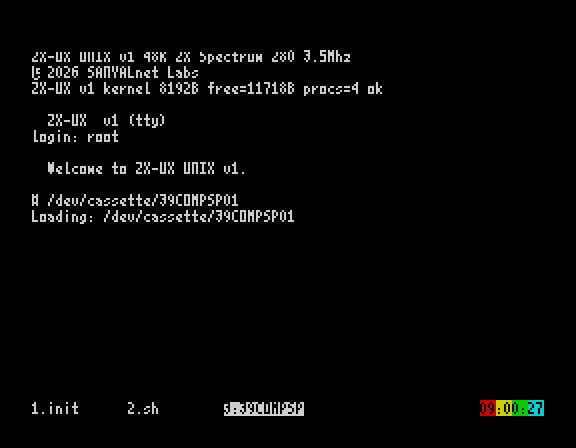 ZX-UX UNIX v1 48K ZX Spectrum Z80 3.5Mhz
© 2026 SANYALnet Labs
ZX-UX v1 kernel 8192B free=11718B procs=4 ok
ZX-UX v1 (tty)
login: root
Welcome to ZX-UX UNIX v1.
# /dev/cassette/39COMPSP01
Loading: /dev/cassette/39COMPSP01
1.init 2.sh 3.39COMPSP 09:00:27